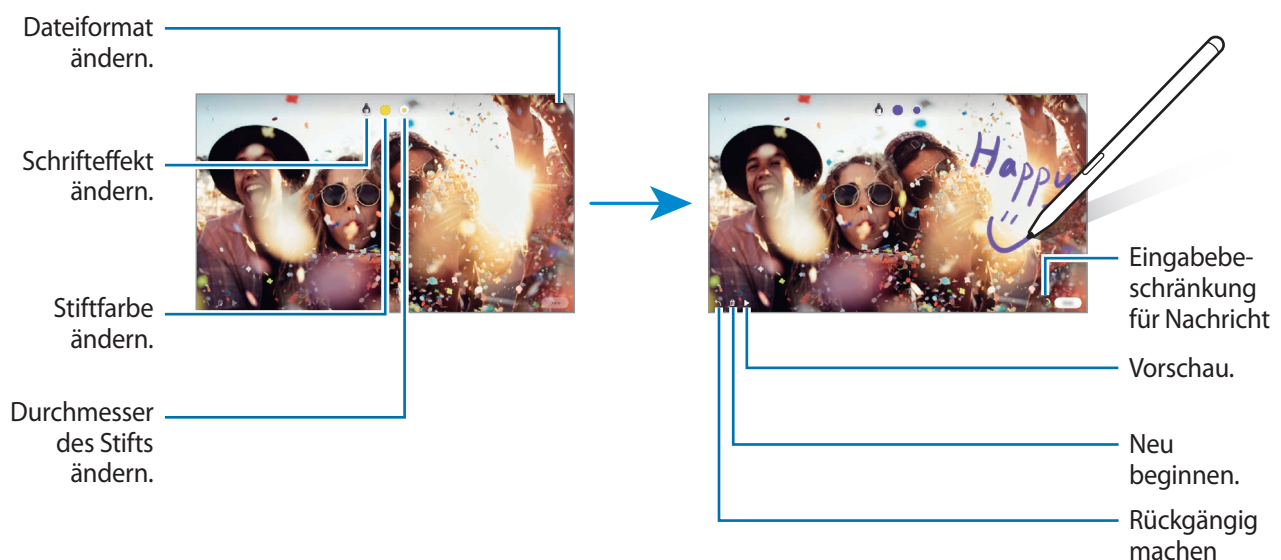 Dateiformat
ändern.
Schrifteffekt
ändern.
Stiftfarbe
ändern.
Durchmesser
des Stifts
ändern.
Happy
Eingabebe-
schränkung
für Nachricht
Vorschau.
Neu
beginnen.
Rückgängig
machen